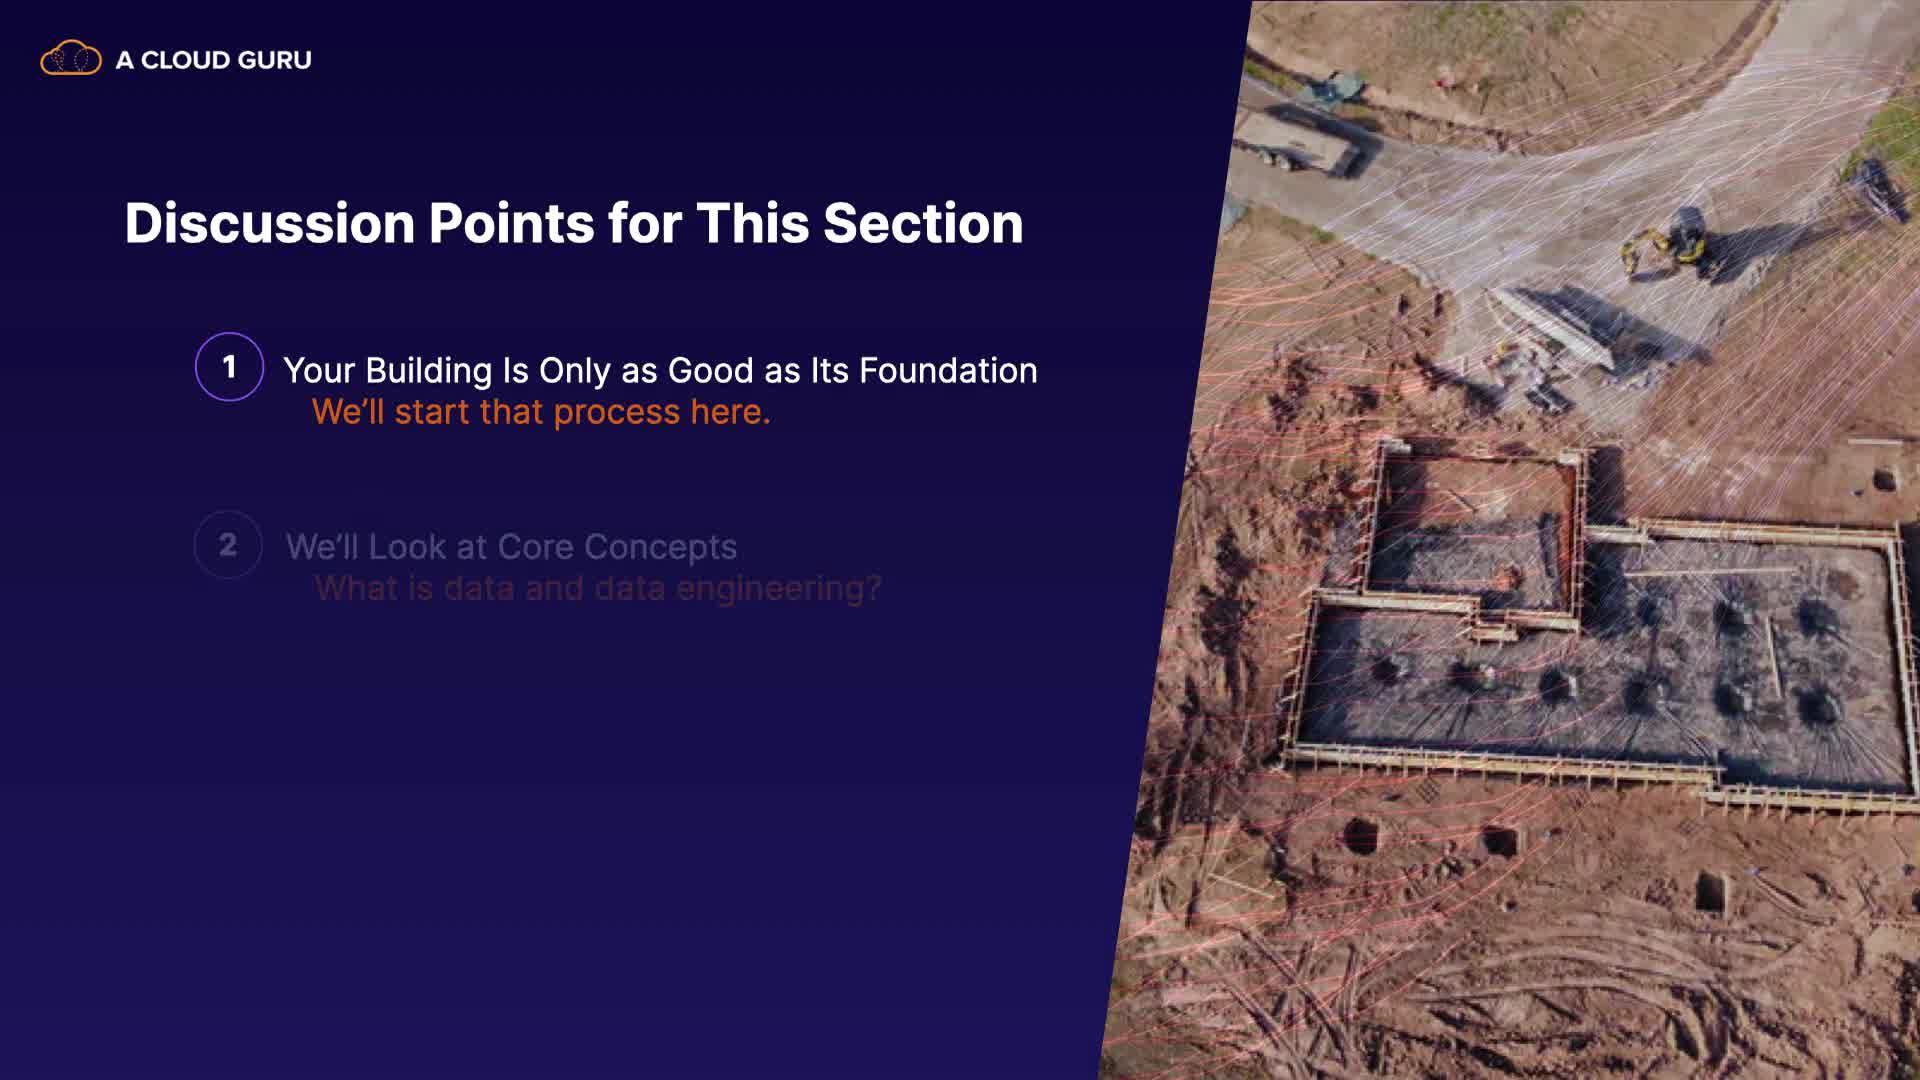 A CLOUD GURU
Discussion Points for This Section
1 Your Building Is Only as Good as Its Foundation
We’ll start that process here.
2 We’ll Look at Core Concepts
What is data and data engineering?